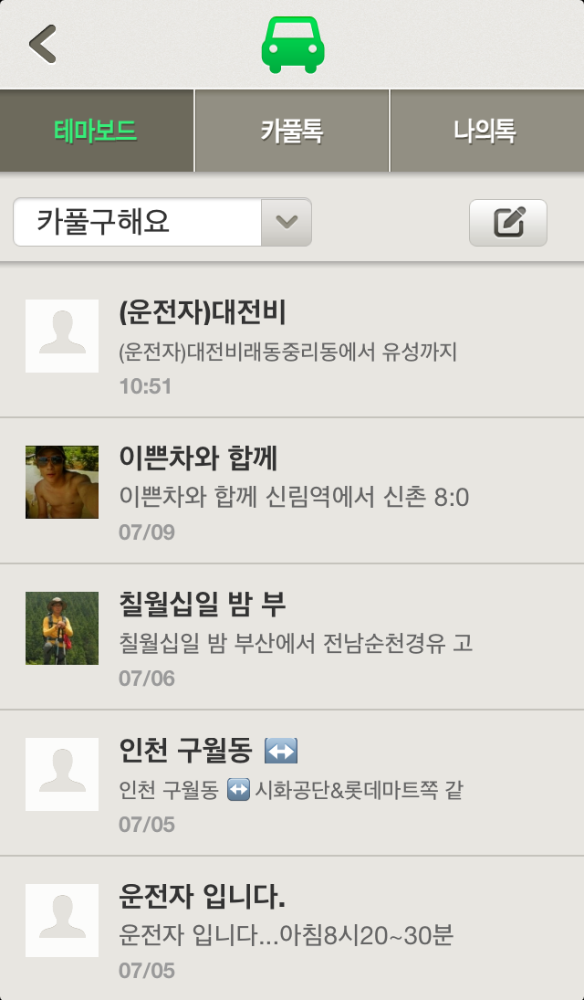 테마보드
카풀톡
나의톡
카풀구해요
(운전자)대전비
(운전자)대전비래동중리동에서 유성까지
10:51
이쁜차와 함께
이쁜차와 함께 신림역에서 신촌 8:0
07/09
칠월십일 밤 부
칠월십일 밤 부산에서 전남순천경유 고
07/06
인천 구월동 ↔️
인천 구월동 ↔️ 시화공단&롯데마트쪽 같
07/05
운전자 입니다.
운전자 입니다...아침8시20~30분
07/05